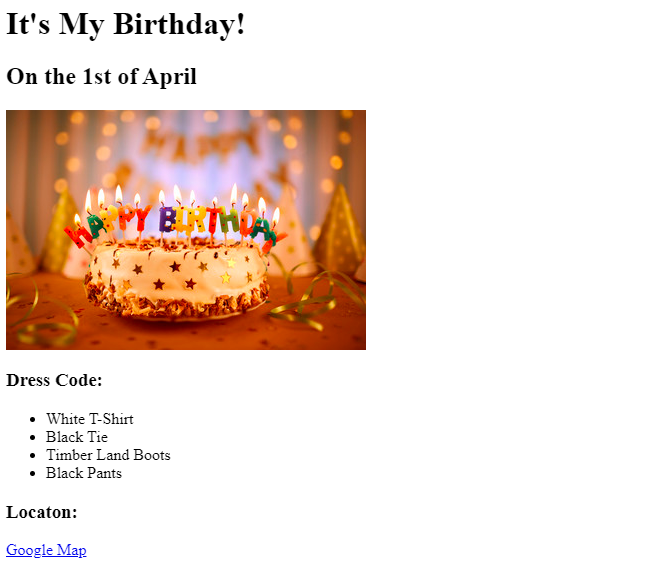 It's My Birthday!
On the 1st of April
HAPPY
HAPPY BIRTHDAY
Dress Code:
White T-Shirt
Black Tie
Timber Land Boots
Black Pants
Locaton:
Google Map